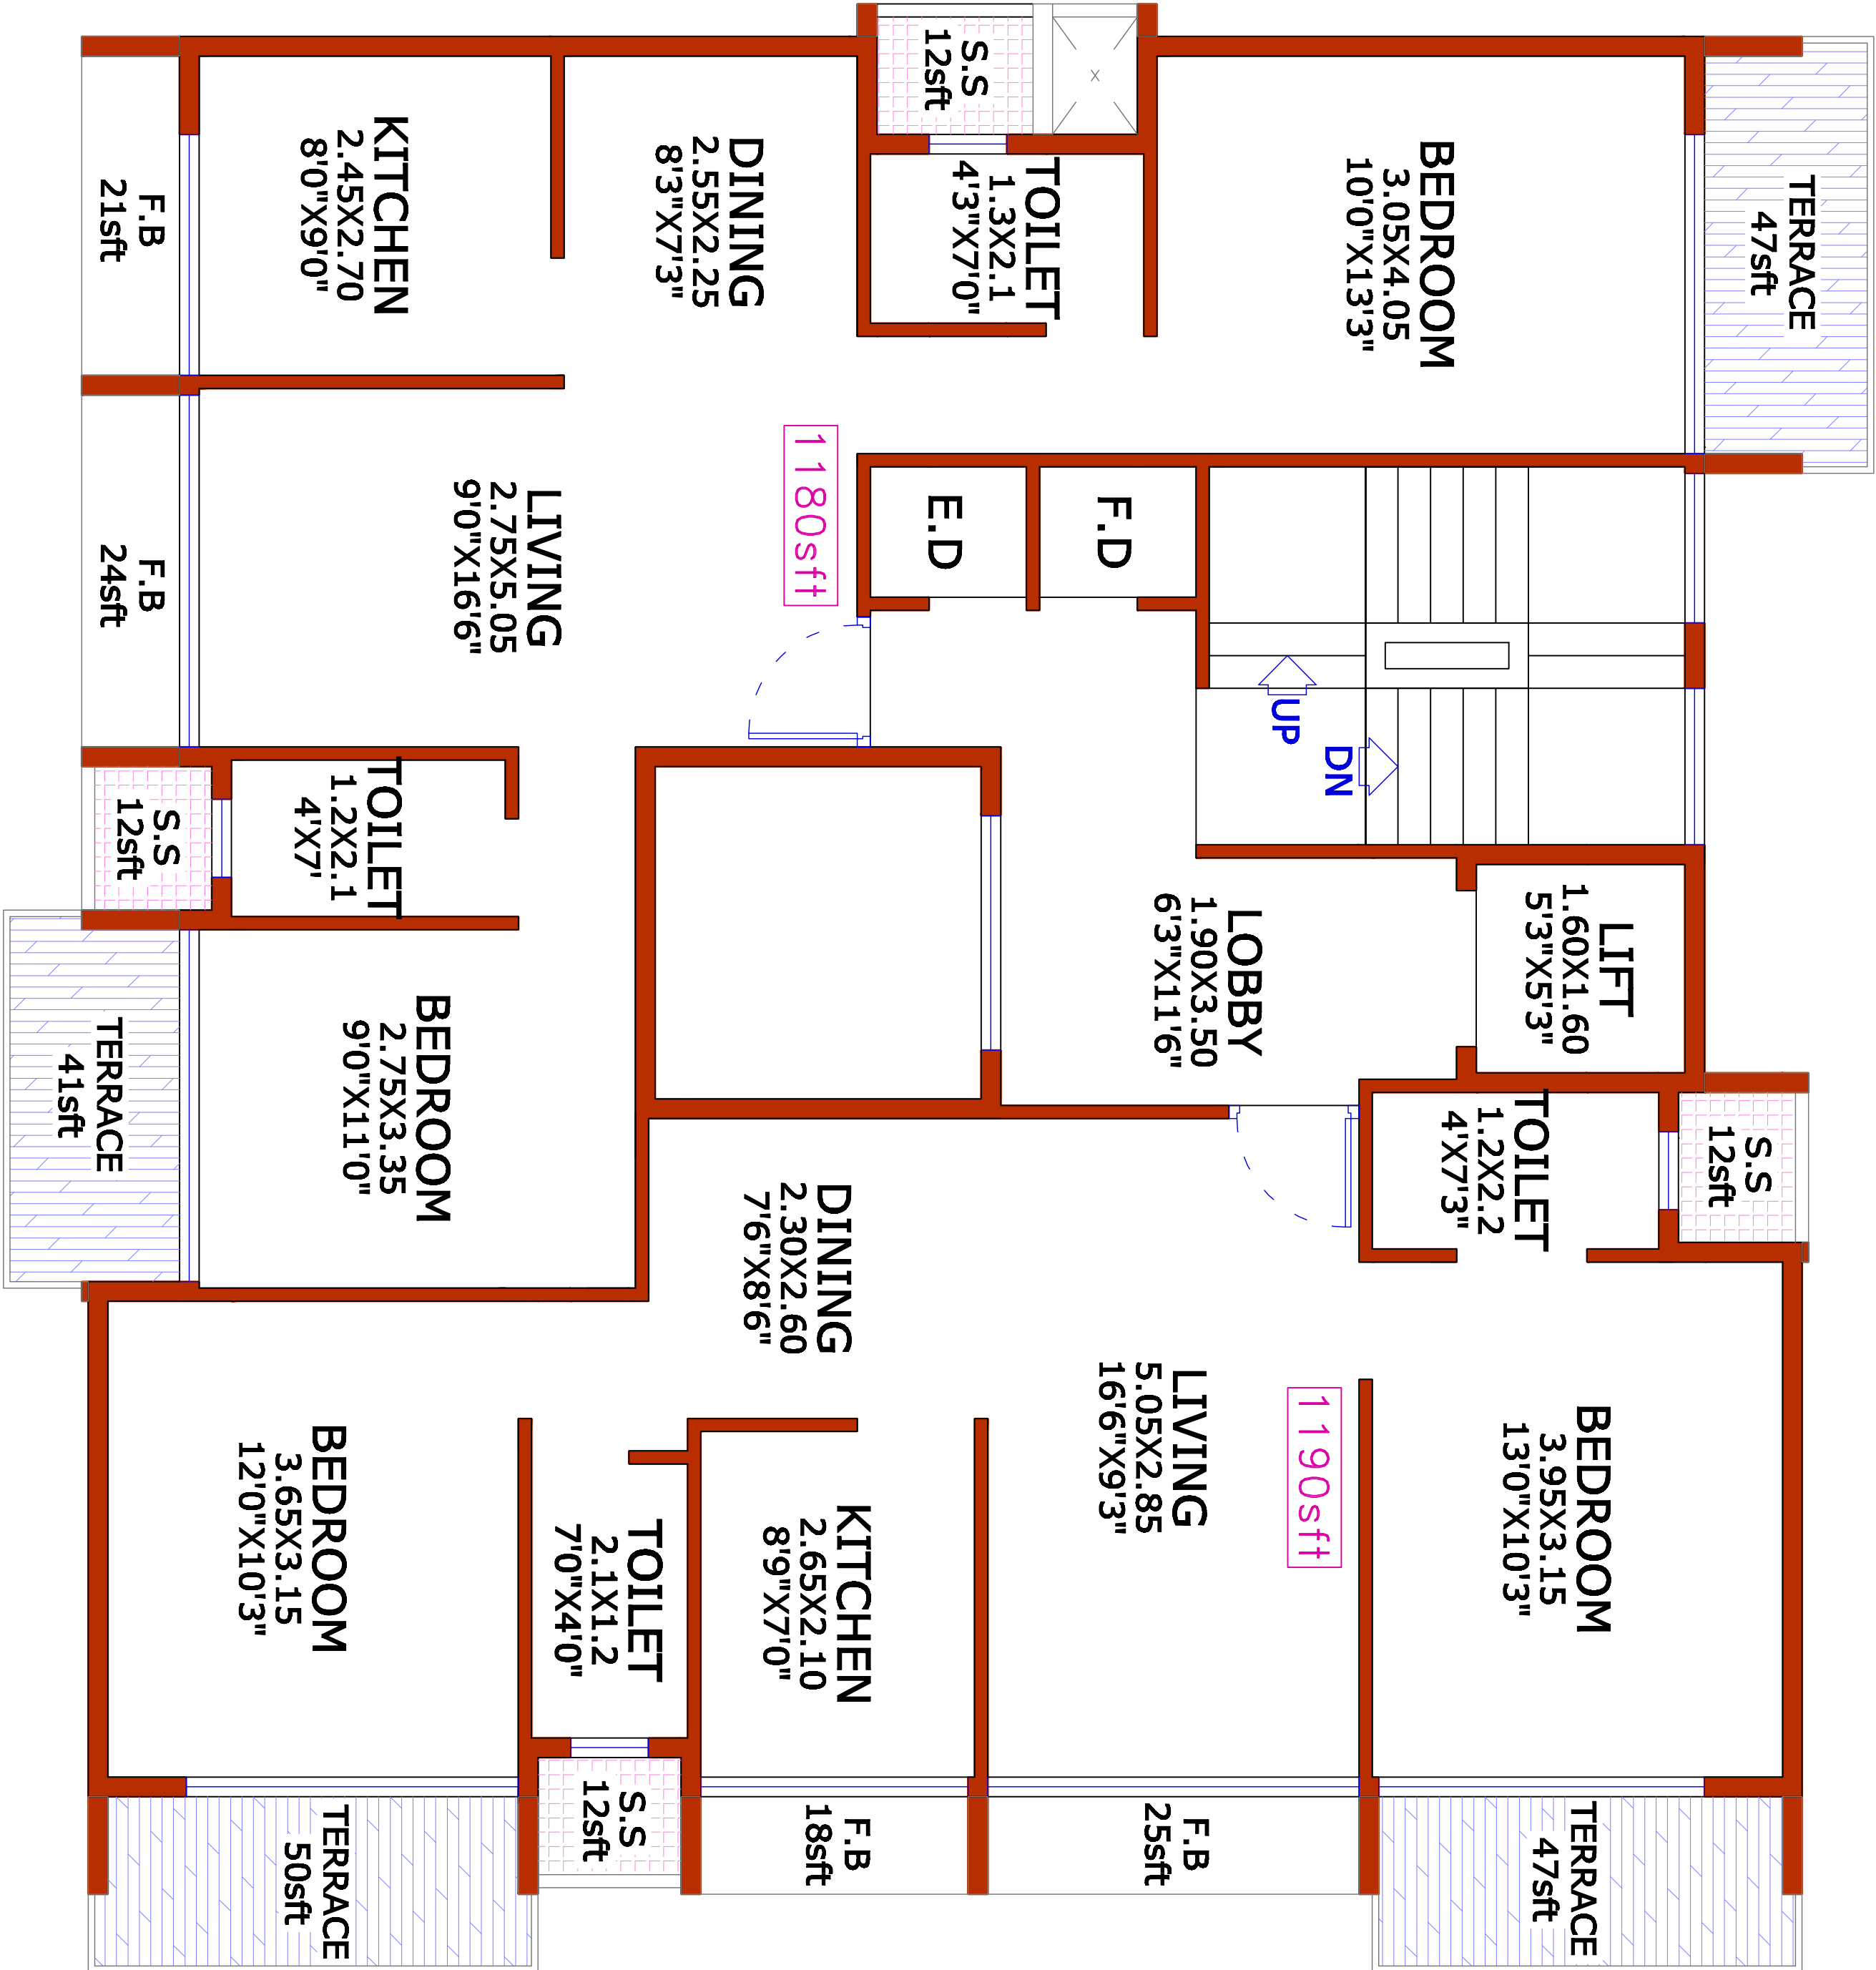 TERRACE
47sft
BEDROOM
3.05X4.05
10'0"X13'3"
S.S
12sft
X
TOILET
1.3X2.1
4'3"X7'0"
DINING
2.55X2.25
8'3"X7'3"
KITCHEN
2.45X2.70
8'0"X9'0"
F.B
21sft
F.D
E.D
1180sft
LIVING
2.75X5.05
9'0"X16'6"
F.B
24sft
UP
DN
LIFT
1.60X1.60
5'3"X5'3"
LOBBY
1.90X3.50
6'3"X11'6"
TOILET
1.2X2.1
4'X7'
S.S
12sft
BEDROOM
2.75X3.35
9'0"X11'0"
TERRACE
41sft
S.S
12sft
TOILET
1.2X2.2
4'X7'3"
DINING
2.30X2.60
7'6"X8'6"
BEDROOM
3.95X3.15
13'0"X10'3"
1190sft
LIVING
5.05X2.85
16'6"X9'3"
KITCHEN
2.65X2.10
8'9"X7'0"
TOILET
2.1X1.2
7'0"X4'0"
BEDROOM
3.65X3.15
12'0"X10'3"
TERRACE
47sft
F.B
25sft
F.B
18sft
S.S
12sft
TERRACE
50sft